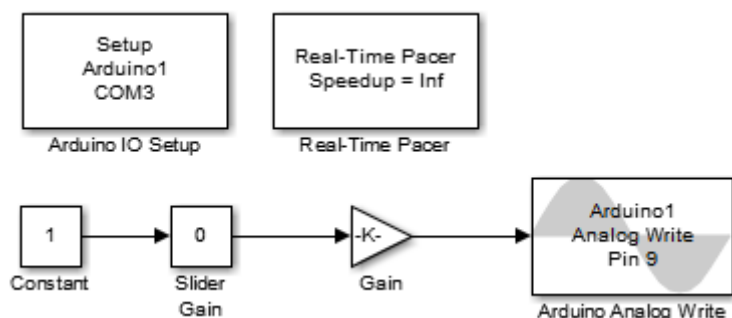 Setup
Arduino1
COM3
Arduino IO Setup
Real-Time Pacer
Speedup = Inf
Real-Time Pacer
1
Constant
0
Slider
Gain
-K-
Gain
Arduino1
Analog Write
Pin 9
Arduino Analog Write